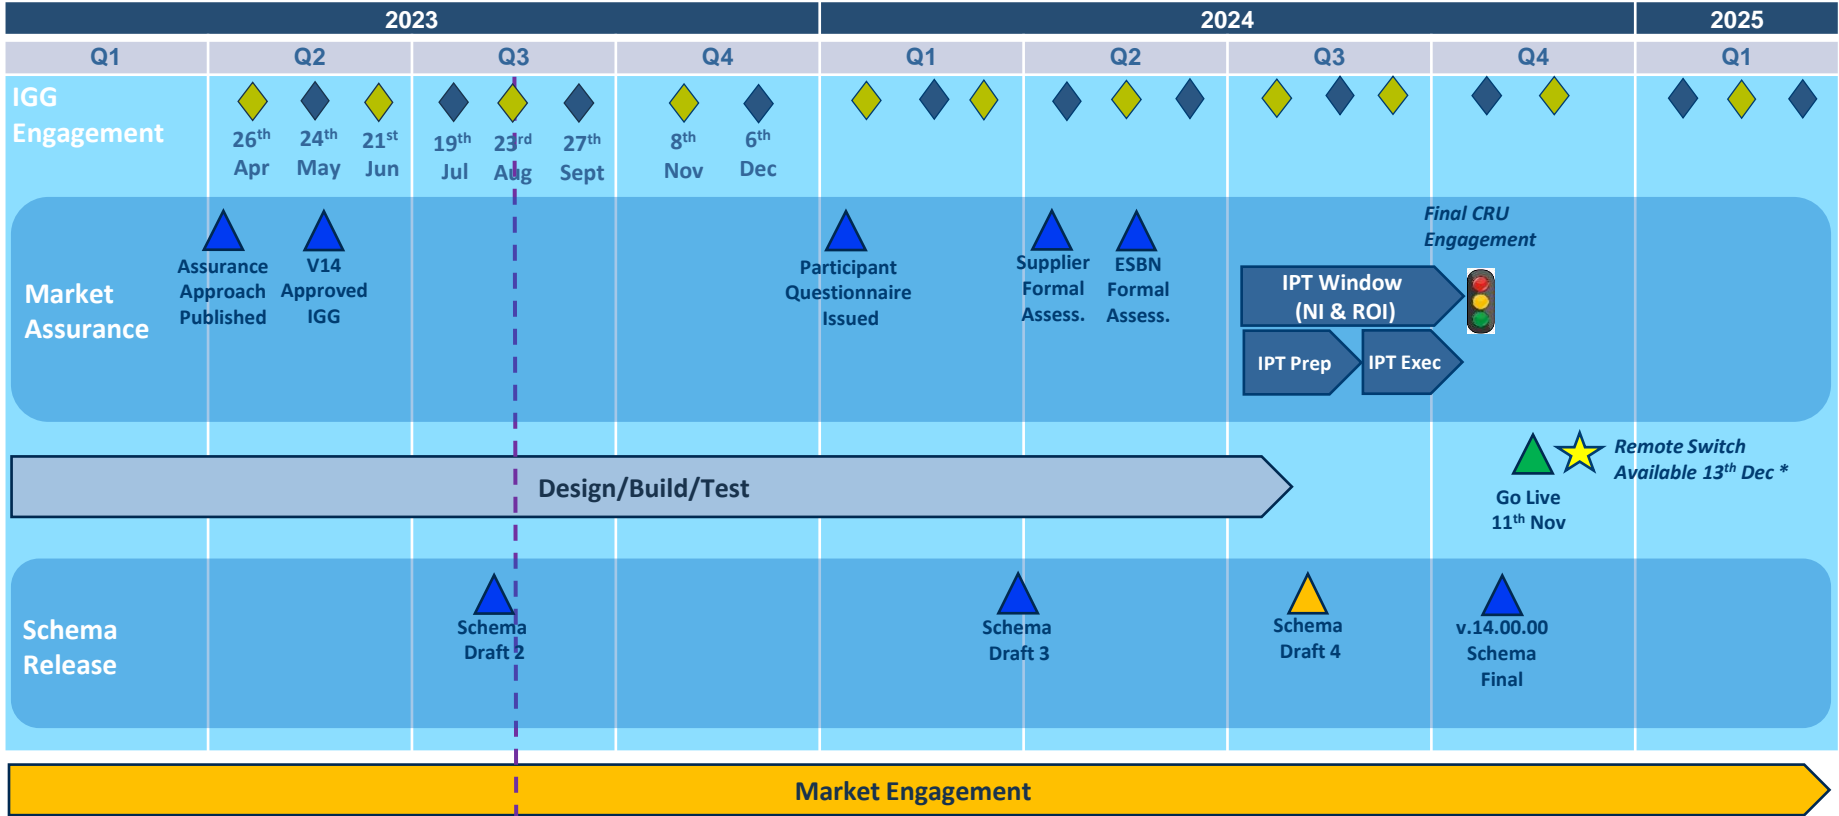 2023
2024
2025
Q1
Q2
Q3
Q4
Q1
Q2
Q3
Q4
Q1
IGG
Engagement
26th
Apr
24th
May
21st
Jun
19th
Jul
23rd
Aug
27th
Sept
8th
Nov
6th
Dec
Market
Assurance
Assurance
Approach
Published
V14
Approved
IGG
Participant
Questionnaire
Issued
Supplier
Formal
Assess.
ESBN
Formal
Assess.
Final CRU
Engagement
IPT Window
(NI & ROI)
IPT Prep
IPT Exec
Design/Build/Test
Go Live
11th Nov
Remote Switch
Available 13th Dec *
Schema
Release
Schema
Draft 2
Schema
Draft 3
Schema
Draft 4
v.14.00.00
Schema
Final
Market Engagement